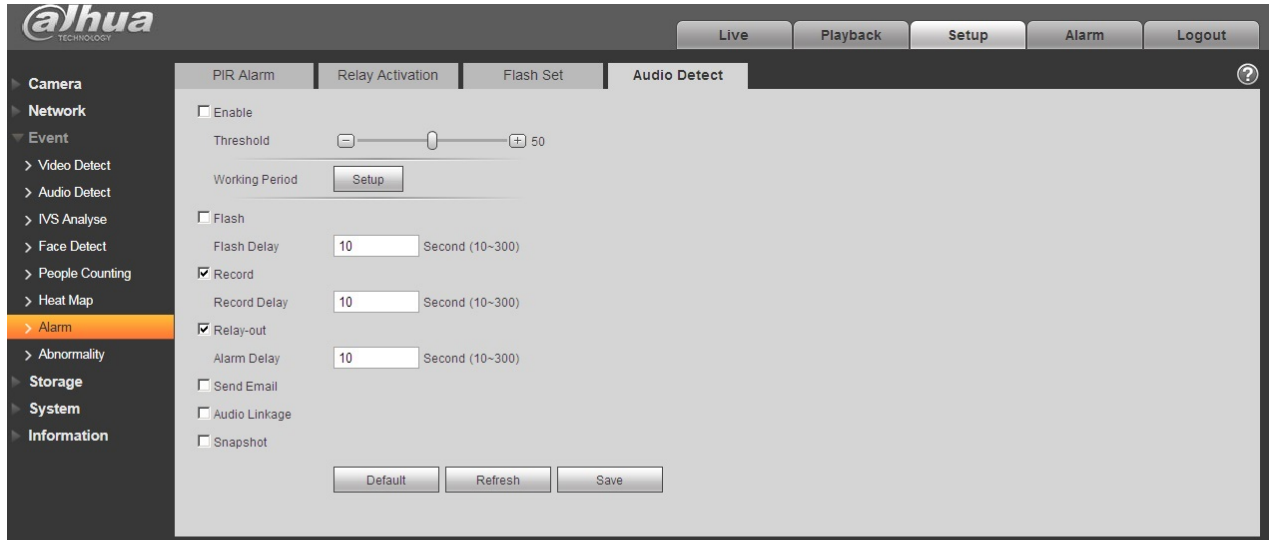 alhua
TECHNOLOGY
Live Playback Setup Alarm Logout
PIR Alarm Relay Activation Flash Set Audio Detect ?
Camera
Network
Event
> Video Detect
> Audio Detect
> IVS Analyse
> Face Detect
> People Counting
> Heat Map
> Alarm
> Abnormality
Storage
System
Information
Enable
Threshold 50
Working Period Setup
Flash
Flash Delay 10 Second (10~300)
Record
Record Delay 10 Second (10~300)
Relay-out
Alarm Delay 10 Second (10~300)
Send Email
Audio Linkage
Snapshot
Default Refresh Save